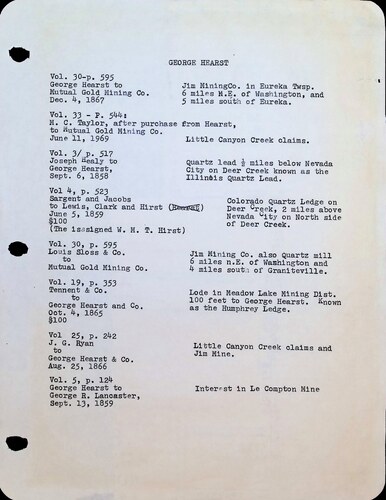 GEORGE HEARST
Vol. 30-p. 595
George Hearst to
Mutual Gold Mining Co.
Dec. 4, 1867
Jim MiningCo. in Eureka Twsp.
6 miles N.E. of Washington, and
5 miles south of Eureka.
Vol. 33 - P. 544:
M. C. Taylor, after purchase from Hearst,
to Mutual Gold Mining Co.
June 11, 1969
Little Canyon Creek claims.
Vol. 3/ p. 517
Joseph Healy to
George Hearst,
Sept. 6, 1858
Quartz lead ½ miles below Nevada
City on Deer Creek known as the
Illinois Quartz Lead.
Vol 4, p. 523
Sargent and Jacobs
to Lewis, Clark and Hirst (Hearst)
June 5, 1859
$100
(The is signed W. M. T. Hirst)
Colorado Quartz Ledge on
Deer Creek, 2 miles above
Nevada City on North side
of Deer Creek.
Vol. 30, p. 595
Louis Sloss & Co.
to
Mutual Gold Mining Co.
Jim Mining Co. also Quartz mill
6 miles n.E. of Washington and
4 miles south of Graniteville.
Vol. 19, p. 353
Tennent & Co.
to
George Hearst and Co.
Oct. 4, 1865
$100
Lode in Meadow Lake Mining Dist.
100 feet to George Hearst. Known
as the Humphrey Ledge.
Vol 25, p. 242
J. G. Ryan
to
George Hearst & Co.
Aug. 25, 1866
Little Canyon Creek claims and
Jim Mine.
Vol. 5, p. 124
George Hearst to
George R. Lancaster,
Sept. 13, 1859
Interest in Le Compton Mine